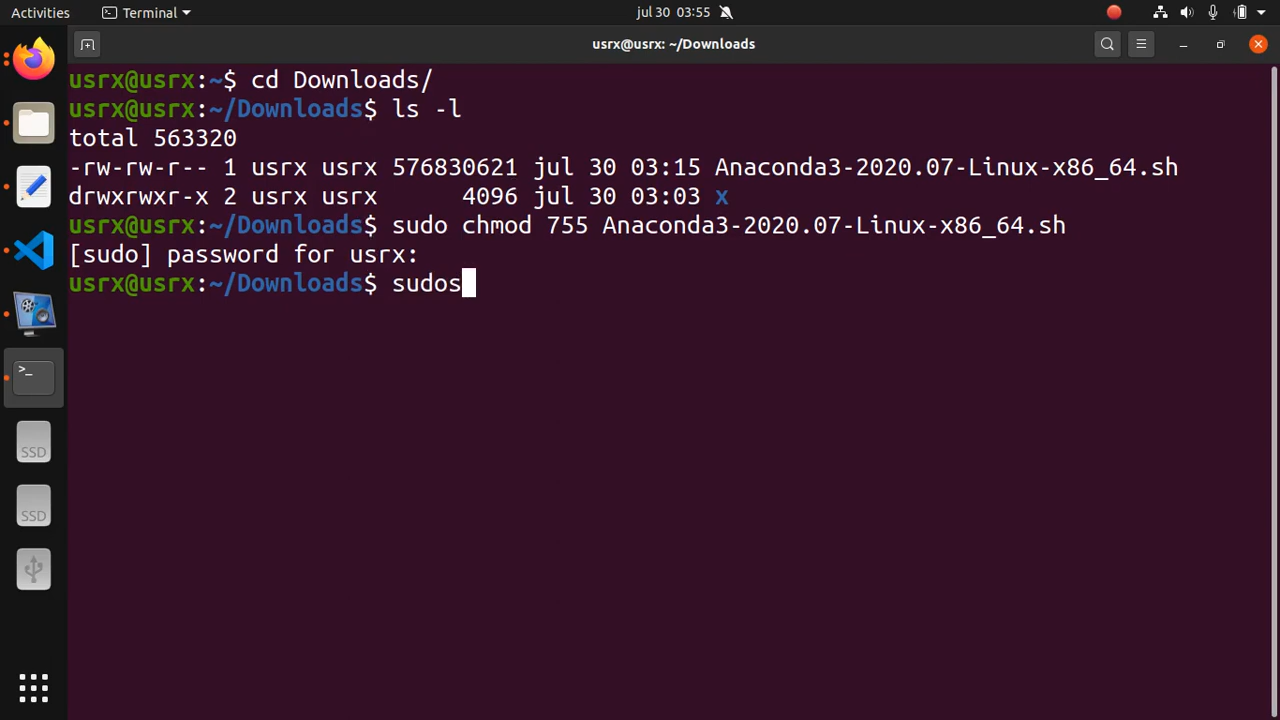 Activities
Terminal
jul 30 03:55
usrx@usrx: ~/Downloads
usrx@usrx:~$ cd Downloads/
usrx@usrx:~/Downloads$ ls -l
total 563320
-rw-rw-r-- 1 usrx usrx 576830621 jul 30 03:15 Anaconda3-2020.07-Linux-x86_64.sh
drwxrwxr-x 2 usrx usrx      4096 jul 30 03:03 x
usrx@usrx:~/Downloads$ sudo chmod 755 Anaconda3-2020.07-Linux-x86_64.sh
[sudo] password for usrx:
usrx@usrx:~/Downloads$ sudos
>_
SSD
SSD